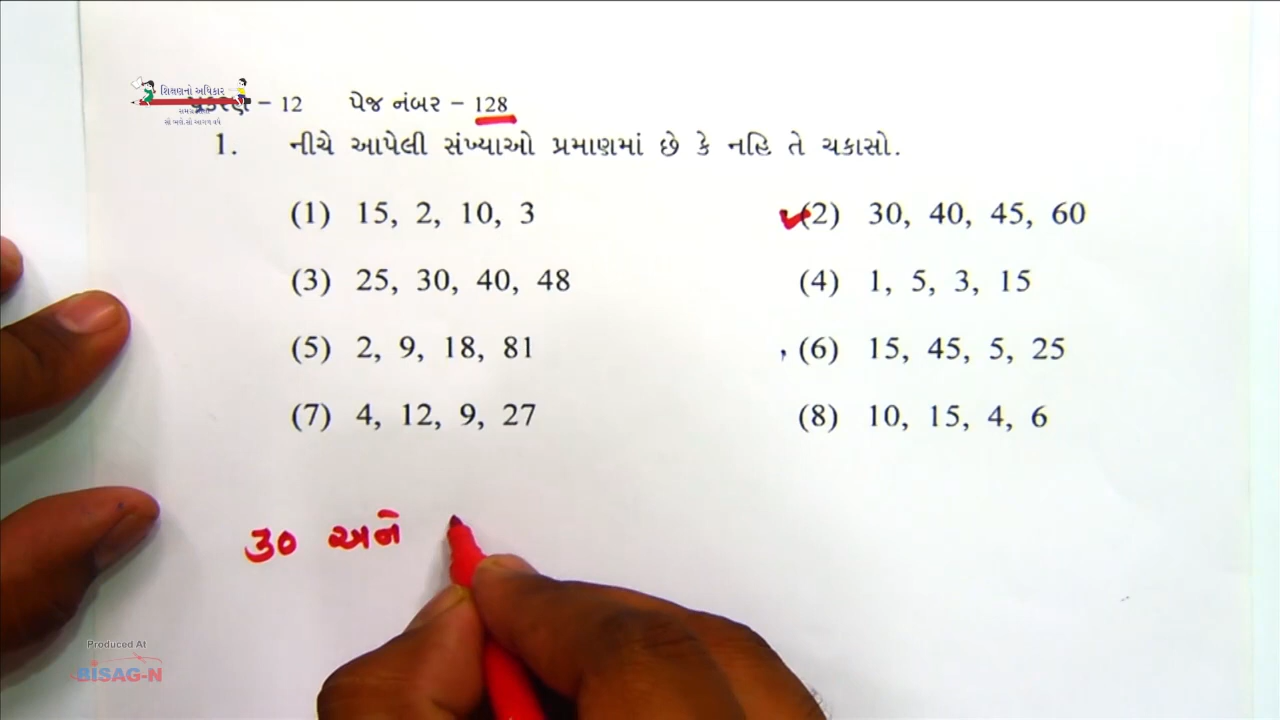 શિક્ષણનો અધિકાર
પ્રકરણ – 12 પેજ નંબર – 128
1. નીચે આપેલી સંખ્યાઓ પ્રમાણમાં છે કે નહિ તે ચકાસો.
(1) 15, 2, 10, 3 (2) 30, 40, 45, 60
(3) 25, 30, 40, 48 (4) 1, 5, 3, 15
(5) 2, 9, 18, 81 (6) 15, 45, 5, 25
(7) 4, 12, 9, 27 (8) 10, 15, 4, 6
૩૦ અને
Produced At
BISAG-N